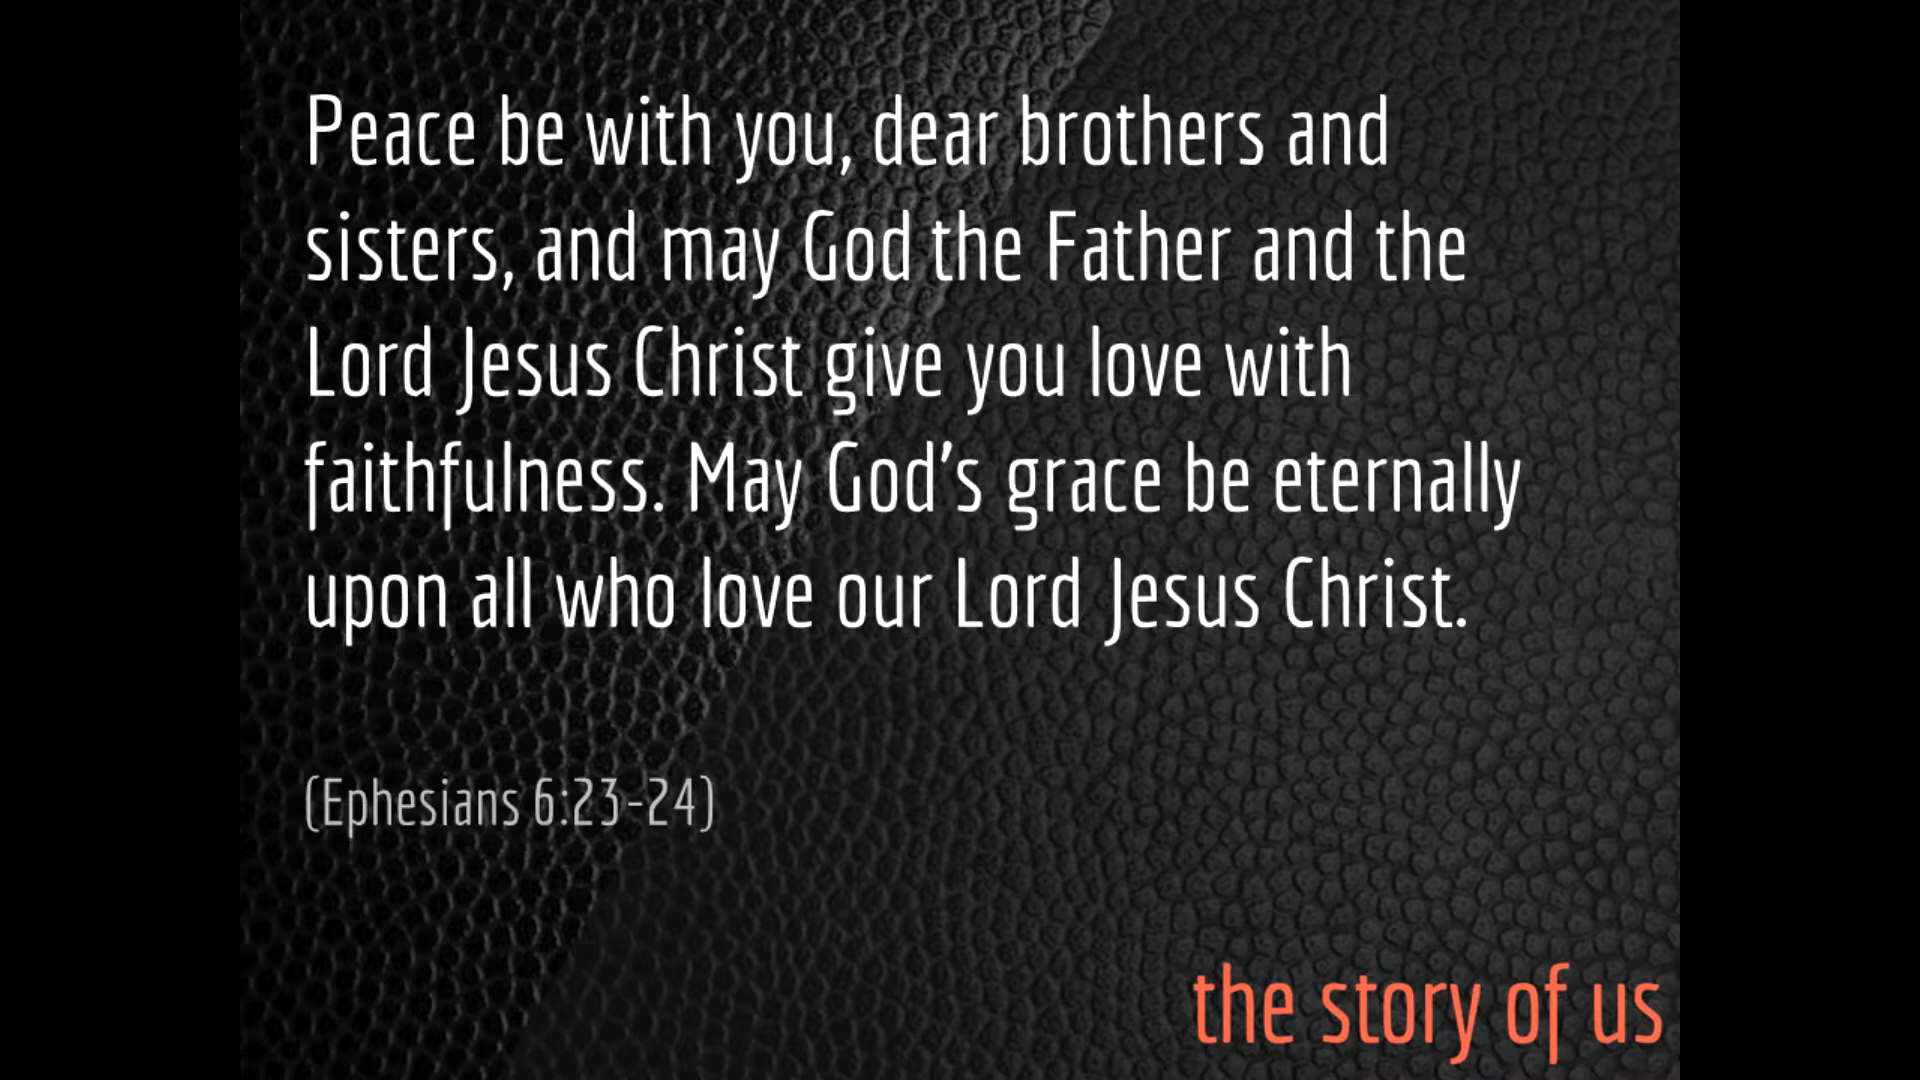 Peace be with you, dear brothers and
sisters, and may God the Father and the
Lord Jesus Christ give you love with
faithfulness. May God’s grace be eternally
upon all who love our Lord Jesus Christ.
(Ephesians 6:23-24)
the story of us